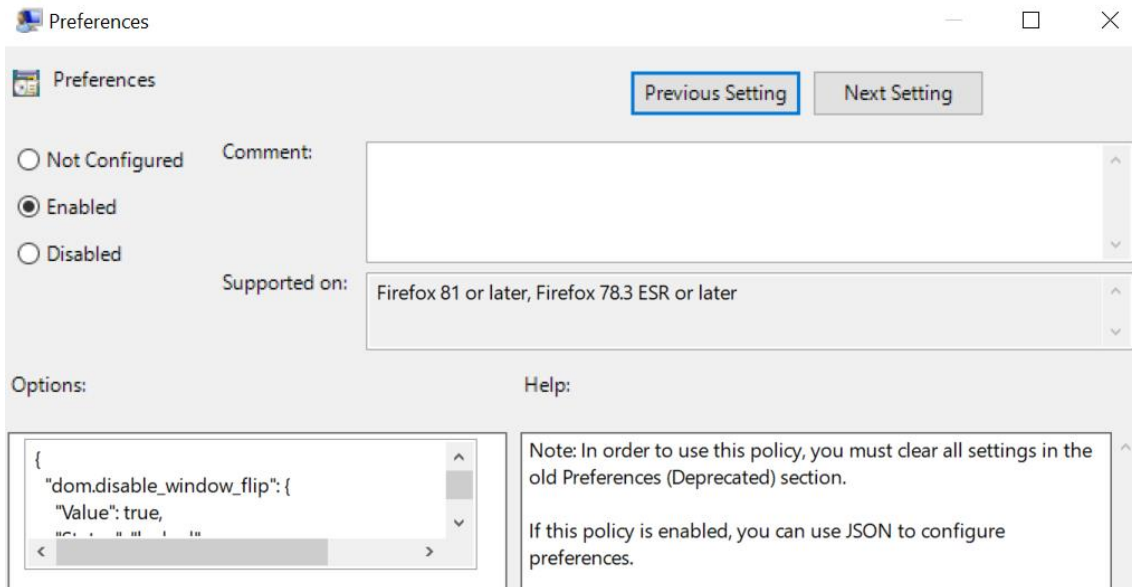 Preferences
Preferences
Previous Setting
Next Setting
Not Configured
Comment:
Enabled
Disabled
Supported on:
Firefox 81 or later, Firefox 78.3 ESR or later
Options:
Help:
{
"dom.disable_window_flip": {
"Value": true,
Note: In order to use this policy, you must clear all settings in the
old Preferences (Deprecated) section.
If this policy is enabled, you can use JSON to configure
preferences.